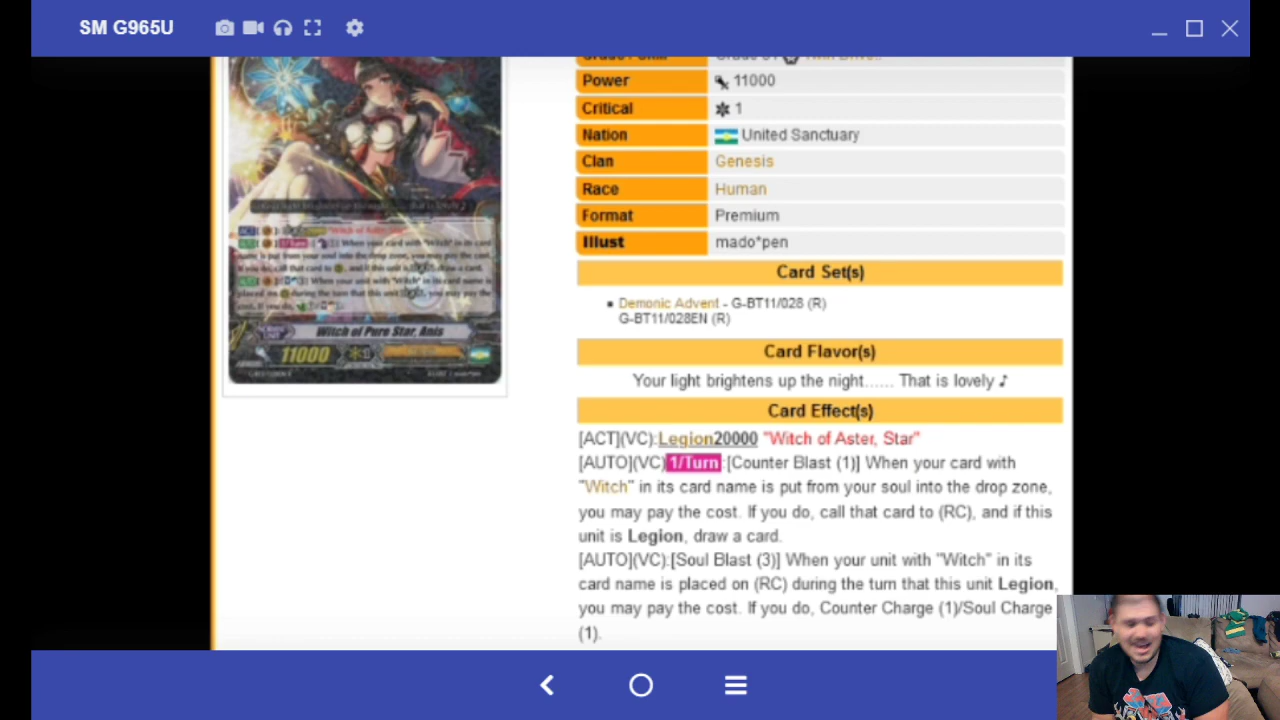 SM G965U
Power 11000
Critical 1
Nation United Sanctuary
Clan Genesis
Race Human
Format Premium
Illust mado*pen
Card Set(s)
Demonic Advent - G-BT11/028 (R)
G-BT11/028EN (R)
Card Flavor(s)
Your light brightens up the night...... That is lovely ♪
Card Effect(s)
[ACT](VC):Legion20000 "Witch of Aster, Star"
[AUTO](VC)1/Turn:[Counter Blast (1)] When your card with
"Witch" in its card name is put from your soul into the drop zone,
you may pay the cost. If you do, call that card to (RC), and if this
unit is Legion, draw a card.
[AUTO](VC):[Soul Blast (3)] When your unit with "Witch" in its
card name is placed on (RC) during the turn that this unit Legion,
you may pay the cost. If you do, Counter Charge (1)/Soul Charge
(1).
Witch of Pure Star, Anis
11000